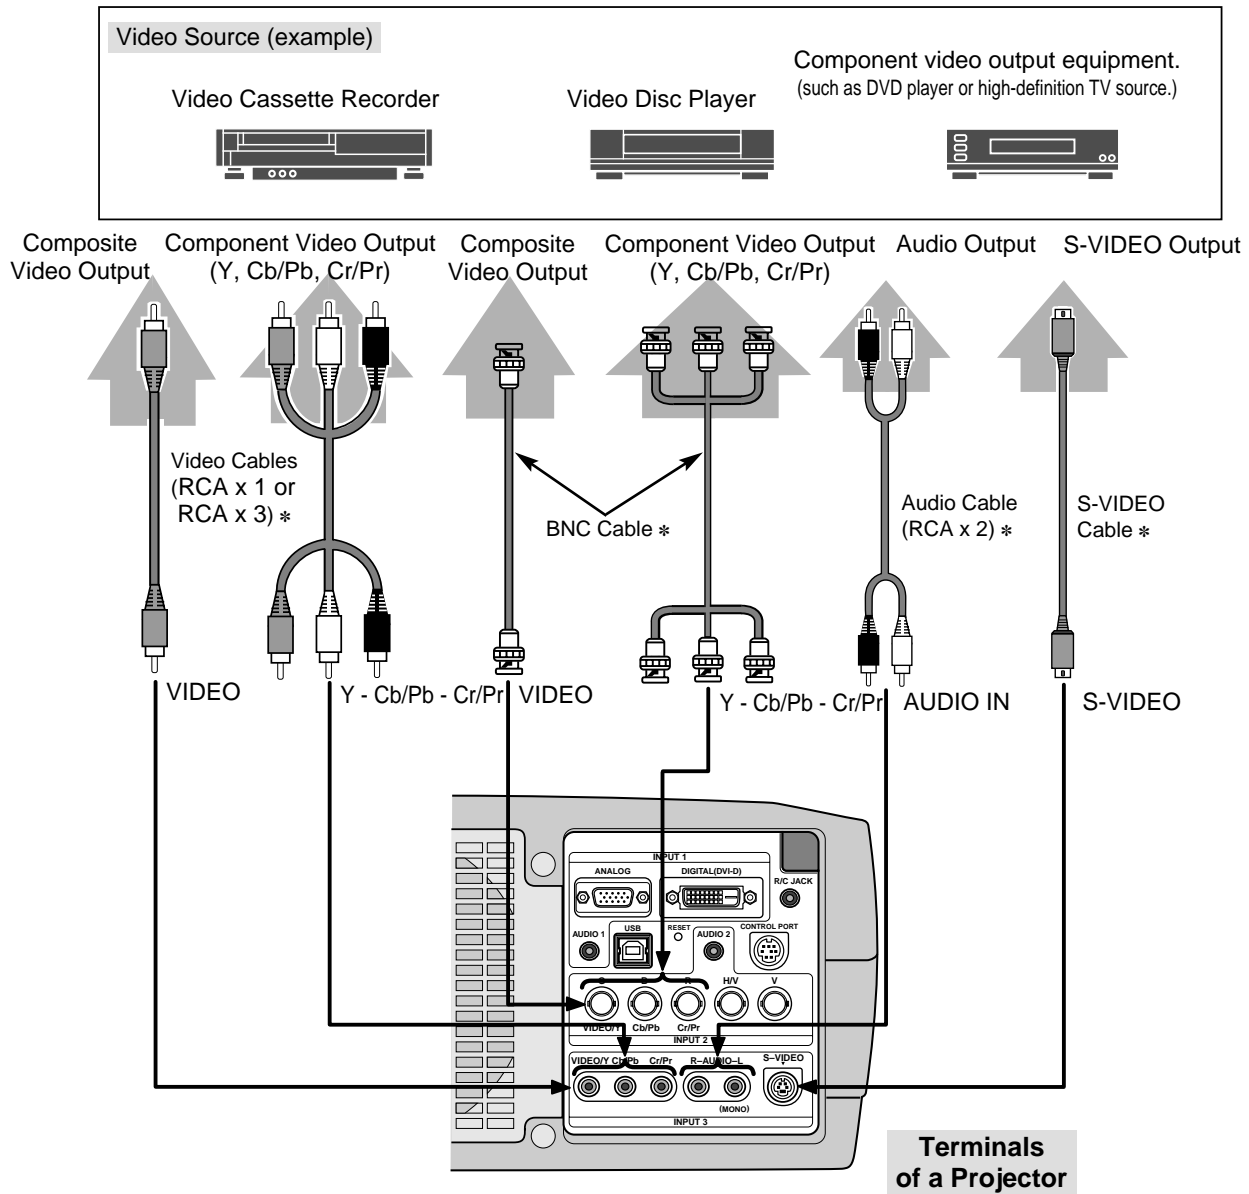 Video Source (example)
Component video output equipment.
(such as DVD player or high-definition TV source.)
Video Cassette Recorder
Video Disc Player
Composite
Video Output
Component Video Output
(Y, Cb/Pb, Cr/Pr)
Composite
Video Output
Component Video Output
(Y, Cb/Pb, Cr/Pr)
Audio Output
S-VIDEO Output
Video Cables
(RCA x 1 or
RCA x 3) *
BNC Cable *
Audio Cable
(RCA x 2) *
S-VIDEO
Cable *
VIDEO
Y - Cb/Pb - Cr/Pr
VIDEO
Y - Cb/Pb - Cr/Pr
AUDIO IN
S-VIDEO
INPUT 1
ANALOG
DIGITAL(DVI-D)
R/C JACK
AUDIO 1
USB
RESET
AUDIO 2
CONTROL PORT
G
B
R
H/V
V
VIDEO/Y
Cb/Pb
Cr/Pr
INPUT 2
VIDEO/Y
Cb/Pb
Cr/Pr
R–AUDIO–L
S–VIDEO
(MONO)
INPUT 3
Terminals
of a Projector